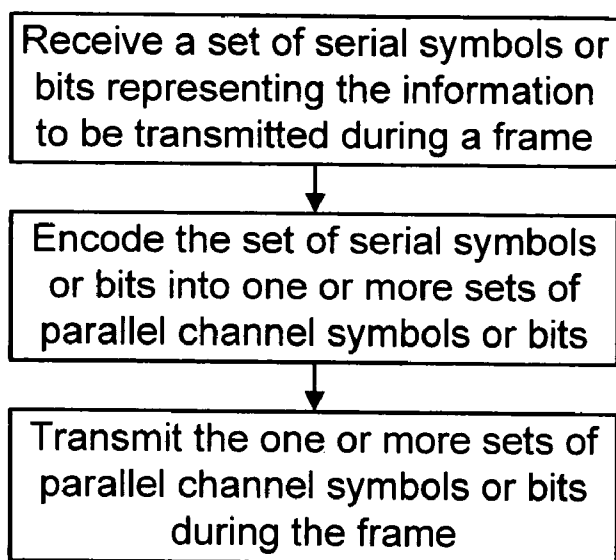 Receive a set of serial symbols or
bits representing the information
to be transmitted during a frame
Encode the set of serial symbols
or bits into one or more sets of
parallel channel symbols or bits
Transmit the one or more sets of
parallel channel symbols or bits
during the frame